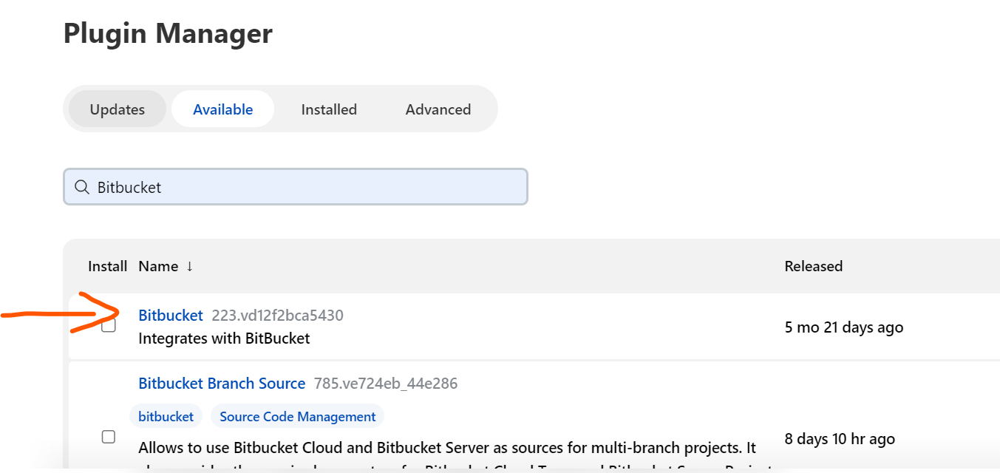 Plugin Manager
Updates Available Installed Advanced
Bitbucket
Install Name ↓ Released
Bitbucket 223.vd12f2bca5430
Integrates with BitBucket
5 mo 21 days ago
Bitbucket Branch Source 785.ve724eb_44e286
bitbucket Source Code Management
Allows to use Bitbucket Cloud and Bitbucket Server as sources for multi-branch projects. It
8 days 10 hr ago